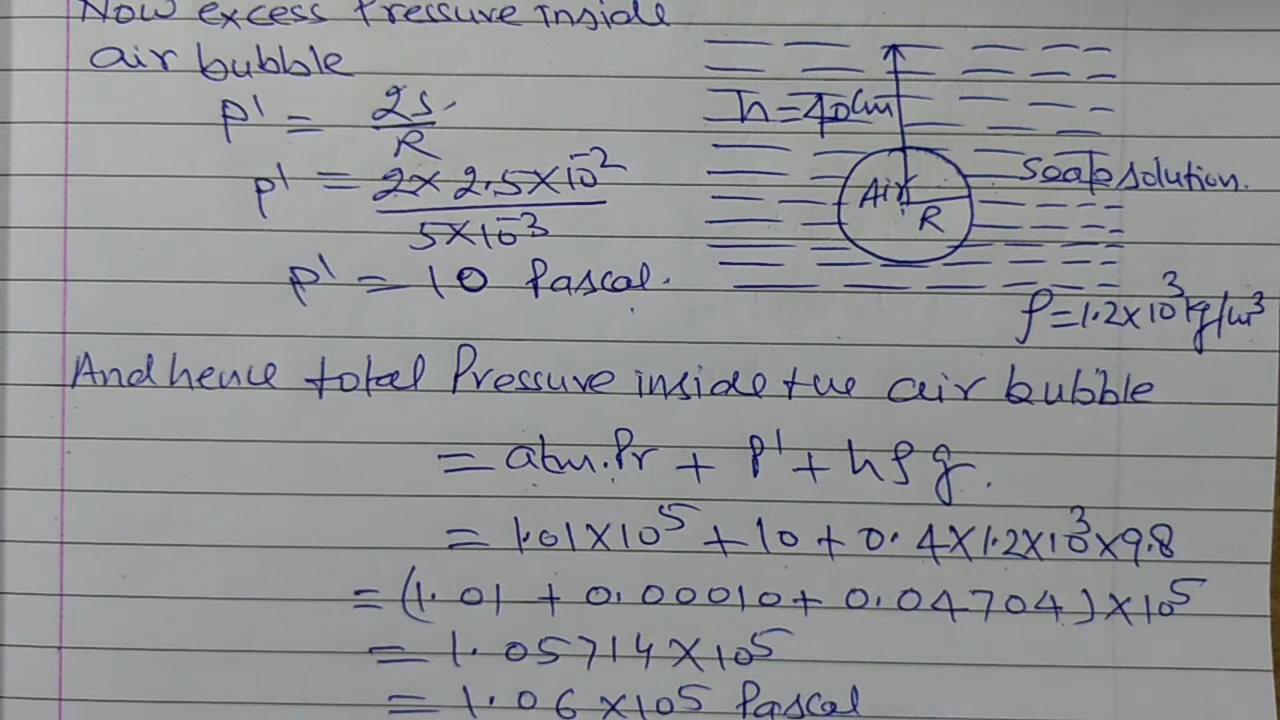 Now excess Pressure inside
air bubble
P' = 2S/R
P' = 2×2.5×10⁻²/5×10⁻³
P' = 10 Pascal.
h=40cm
Air
R
Soap solution.
ρ=1.2×10³kg/m³
And hence total Pressure inside the air bubble
= atm.Pr + P' + hρg.
= 1.01×10⁵ + 10 + 0.4×1.2×10³×9.8
= (1.01 + 0.00010 + 0.04704)×10⁵
= 1.05714×10⁵
= 1.06×10⁵ Pascal